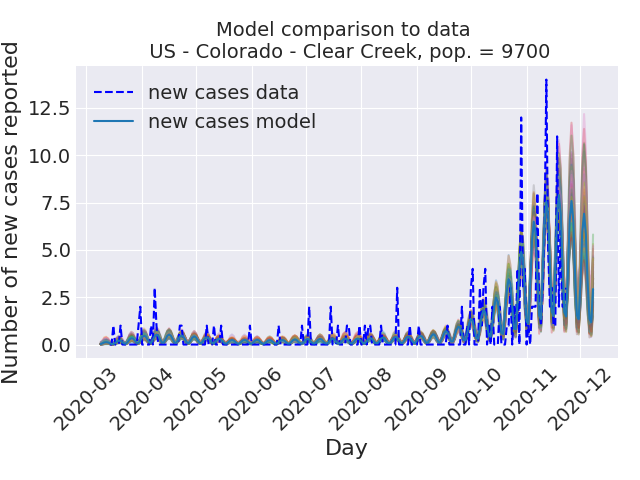 Model comparison to data
US - Colorado - Clear Creek, pop. = 9700
Number of new cases reported
12.5
10.0
7.5
5.0
2.5
0.0
new cases data
new cases model
2020-03
2020-04
2020-05
2020-06
2020-07
2020-08
2020-09
2020-10
2020-11
2020-12
Day